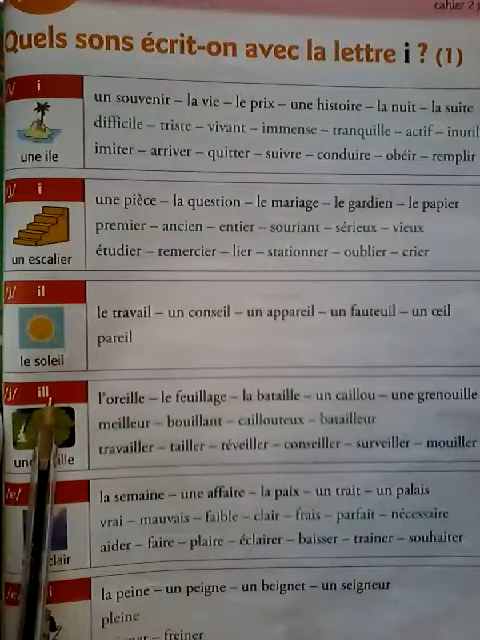 cahier 2
Quels sons écrit-on avec la lettre i ? (1)
i
un souvenir – la vie – le prix – une histoire – la nuit – la suite
difficile – triste – vivant – immense – tranquille – actif – inutil
imiter – arriver – quitter – suivre – conduire – obéir – remplir
une ile
/j/ i
une pièce – la question – le mariage – le gardien – le papier
premier – ancien – entier – souriant – sérieux – vieux
étudier – remercier – lier – stationner – oublier – crier
un escalier
/j/ il
le travail – un conseil – un appareil – un fauteuil – un œil
pareil
le soleil
/j/ ill
l'oreille – le feuillage – la bataille – un caillou – une grenouille
meilleur – bouillant – caillouteux – batailleur
travailler – tailler – réveiller – conseiller – surveiller – mouiller
une ille
/e/
la semaine – une affaire – la paix – un trait – un palais
vrai – mauvais – faible – clair – frais – parfait – nécessaire
aider – faire – plaire – éclairer – baisser – trainer – souhaiter
clair
la peine – un peigne – un beignet – un seigneur
pleine
– freiner